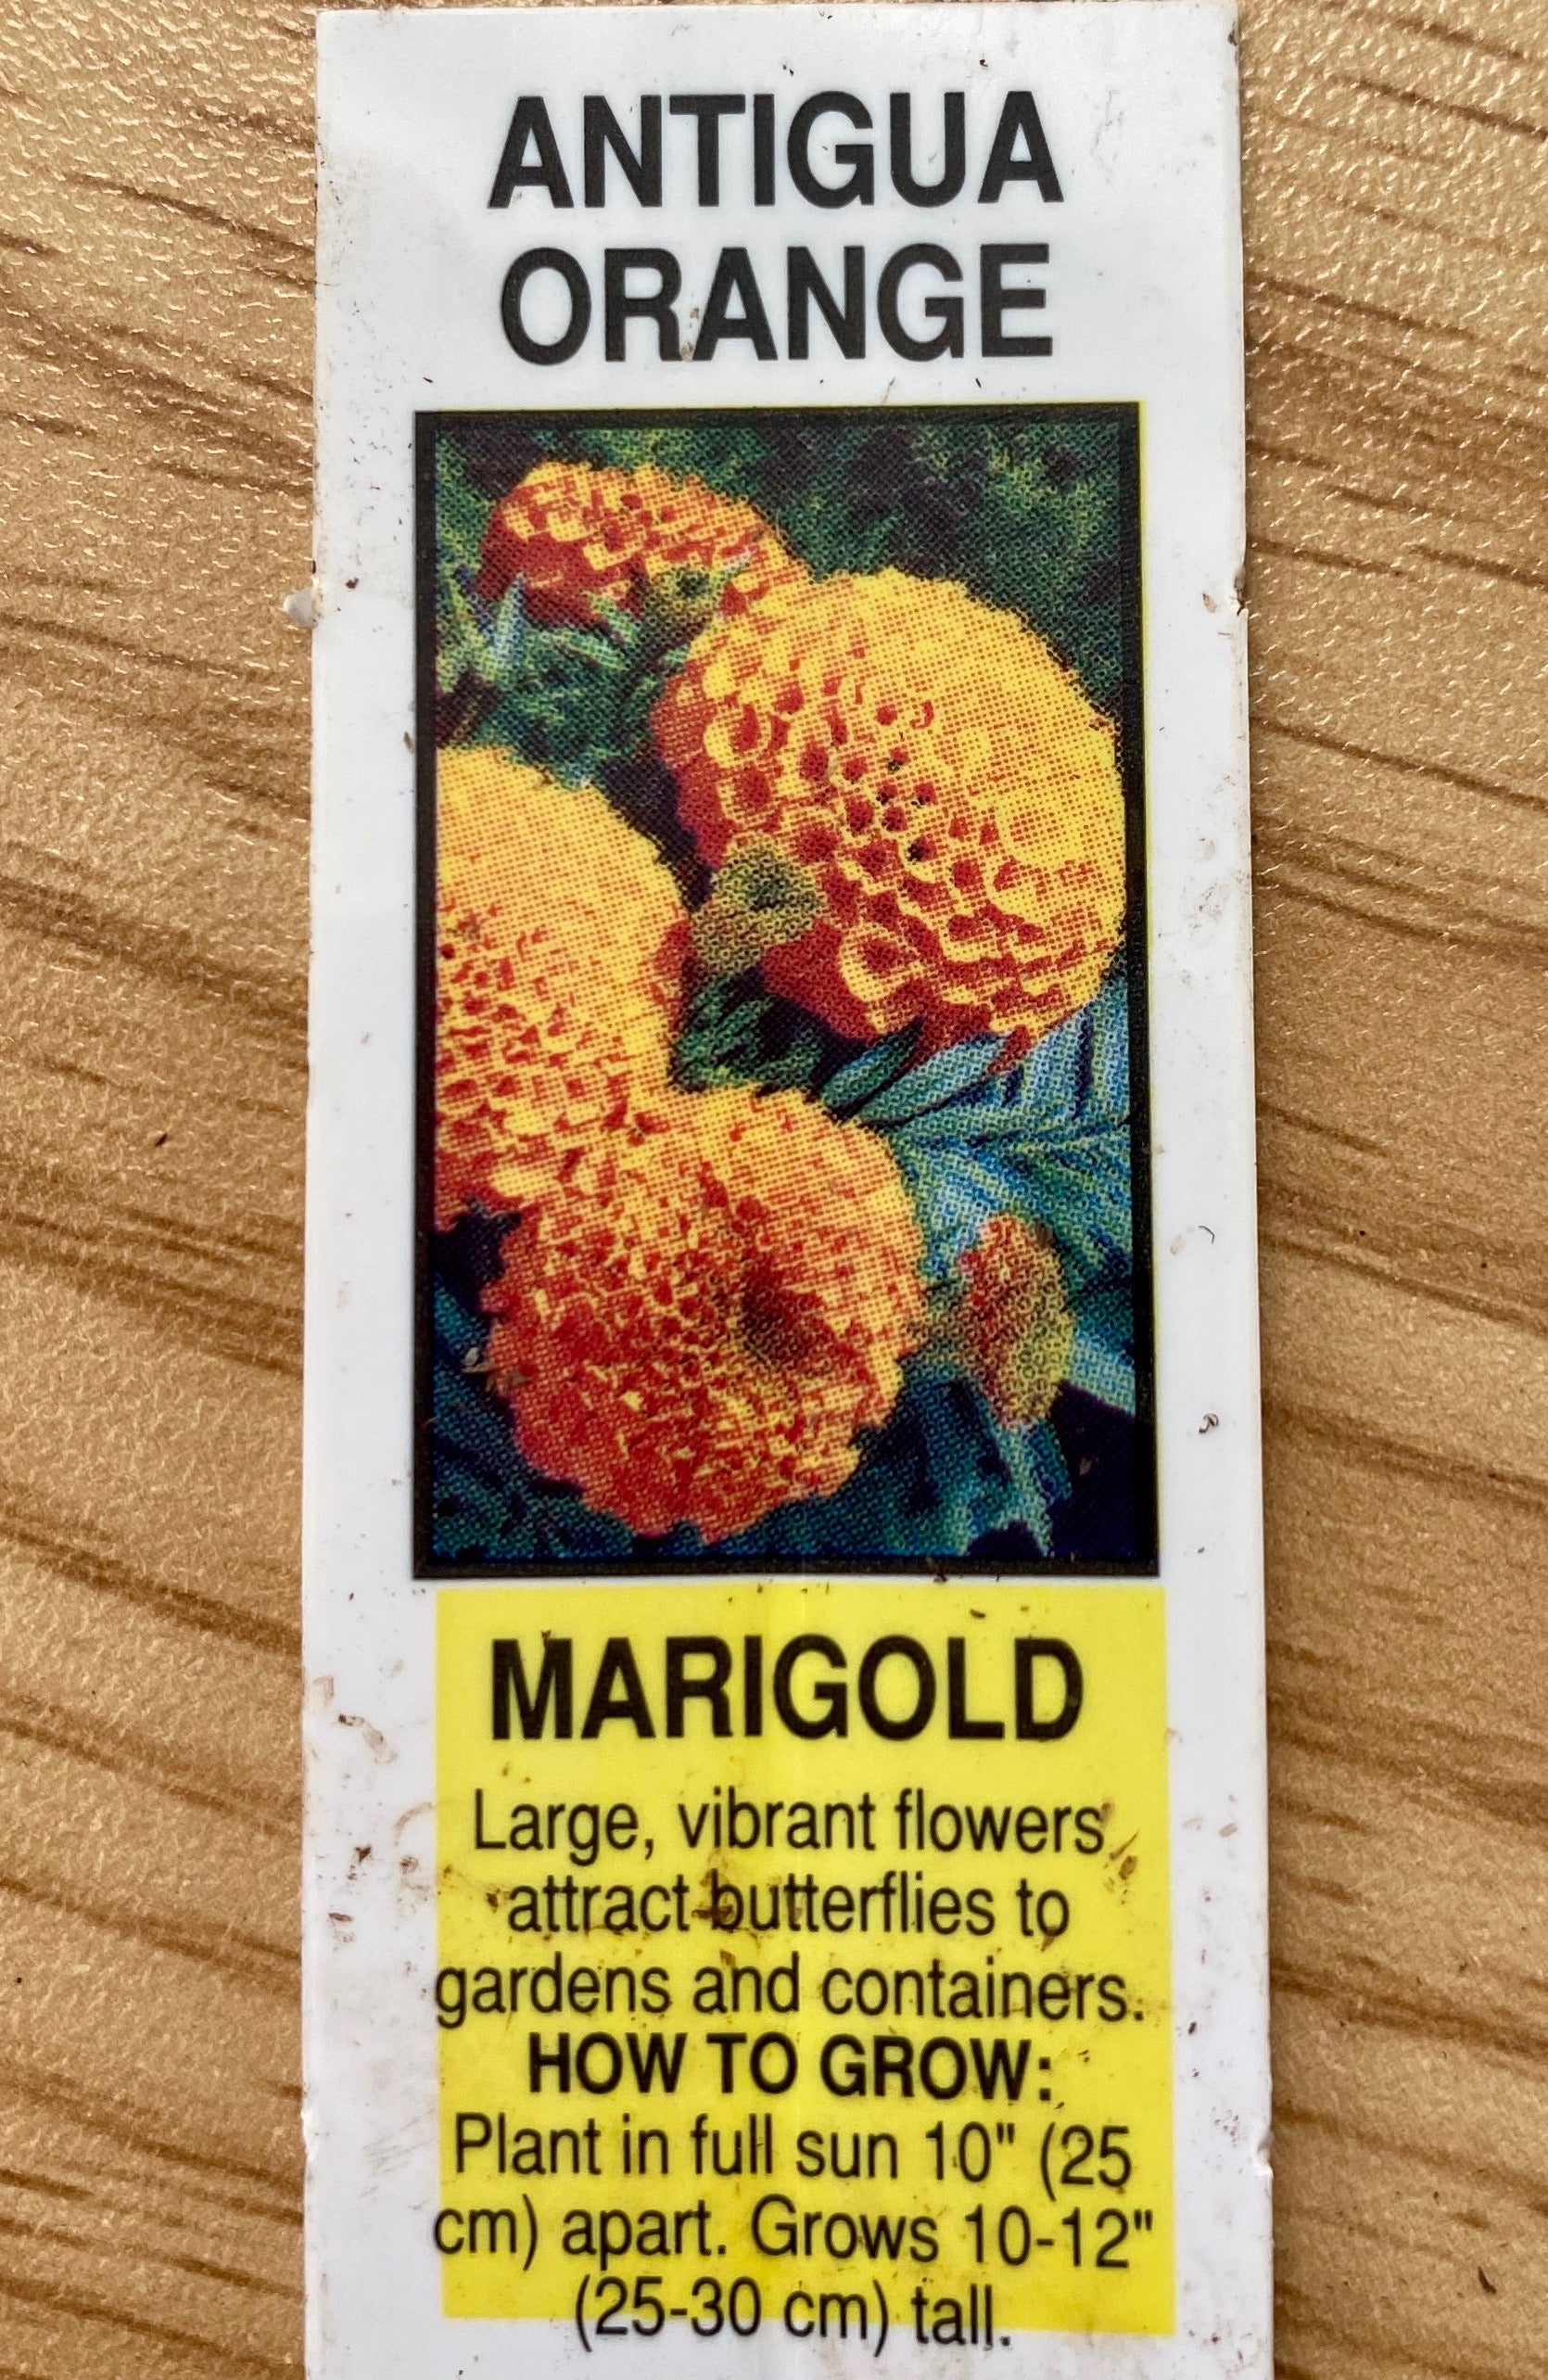 ANTIGUA
ORANGE
MARIGOLD
Large, vibrant flowers
attract butterflies to
gardens and containers.
HOW TO GROW:
Plant in full sun 10" (25
cm) apart. Grows 10-12"
(25-30 cm) tall.